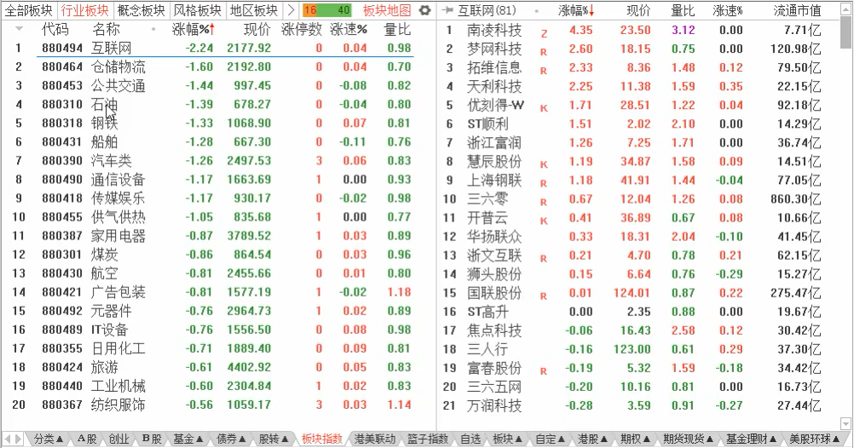 全部板块 行业板块 概念板块 风格板块 地区板块 16 40 板块地图 互联网(81) 涨幅%↓ 现价 量比 涨速% 流通市值
代码 名称 涨幅%↑ 现价 涨停数 涨速% 量比
1 880494 互联网 -2.24 2177.92 0 0.04 0.98
2 880464 仓储物流 -1.60 2192.80 0 0.04 0.70
3 880453 公共交通 -1.44 997.45 0 -0.08 0.82
4 880310 石油 -1.39 678.27 0 -0.04 0.80
5 880318 钢铁 -1.33 1068.90 0 0.07 0.81
6 880431 船舶 -1.28 667.30 0 -0.11 0.76
7 880390 汽车类 -1.26 2497.53 3 0.06 0.83
8 880490 通信设备 -1.17 1663.69 1 0.00 0.93
9 880418 传媒娱乐 -1.17 930.17 0 -0.02 0.98
10 880455 供气供热 -1.05 835.68 1 0.00 0.77
11 880387 家用电器 -0.87 3789.52 1 0.03 0.89
12 880301 煤炭 -0.86 864.54 0 0.03 0.96
13 880430 航空 -0.81 2455.66 0 0.01 0.80
14 880421 广告包装 -0.81 1577.19 1 -0.02 1.18
15 880492 元器件 -0.76 2964.73 1 0.02 0.89
16 880489 IT设备 -0.76 1556.50 0 0.08 0.98
17 880355 日用化工 -0.71 1889.40 0 0.09 0.81
18 880424 旅游 -0.61 4402.92 0 0.05 0.83
19 880440 工业机械 -0.60 2304.84 1 0.02 0.83
20 880367 纺织服饰 -0.56 1059.17 3 0.03 1.14
1 南凌科技 Z 4.35 23.50 3.12 0.00 7.71亿
2 梦网科技 R 2.60 18.15 0.75 0.00 120.98亿
3 拓维信息 R 2.33 8.36 1.48 0.12 79.50亿
4 天利科技 2.25 11.38 1.59 0.35 22.15亿
5 优刻得-W K 1.71 28.51 1.22 0.04 92.18亿
6 ST顺利 1.51 2.02 2.10 0.00 14.29亿
7 浙江富润 1.26 7.25 1.71 0.00 36.74亿
8 慧辰股份 K 1.19 34.87 1.58 0.09 14.51亿
9 上海钢联 R 1.18 41.91 1.44 -0.04 77.05亿
10 三六零 R 0.67 12.04 1.26 0.08 860.30亿
11 开普云 K 0.41 36.89 0.67 0.08 10.66亿
12 华扬联众 0.33 18.31 2.04 -0.10 41.45亿
13 浙文互联 R 0.21 4.70 0.78 0.21 62.15亿
14 狮头股份 0.15 6.64 0.76 -0.29 15.27亿
15 国联股份 R 0.01 124.01 0.87 0.22 275.47亿
16 ST高升 0.00 2.35 0.88 0.00 19.67亿
17 焦点科技 -0.06 16.43 2.58 0.12 30.42亿
18 三人行 -0.16 123.00 0.61 0.29 37.30亿
19 富春股份 R -0.19 5.32 1.59 -0.18 34.42亿
20 三六五网 -0.20 10.16 0.81 0.00 16.73亿
21 万润科技 -0.28 3.59 0.91 -0.27 27.44亿
分类▲ A股 创业 B股 基金▲ 债券▲ 股转▲ 板块指数 港美联动 篮子指数 自选 板块▲ 自定▲ 港股▲ 期权▲ 期货现货▲ 基金理财▲ 美股环球▲